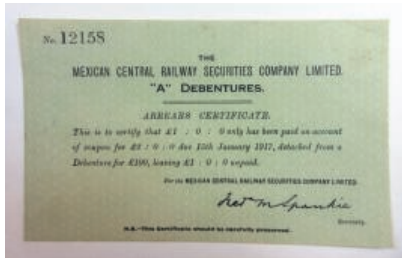 No. 12158
THE
MEXICAN CENTRAL RAILWAY SECURITIES COMPANY LIMITED.
"A" DEBENTURES.
ARREARS CERTIFICATE.
This is to certify that £1 : 0 : 0 only has been paid on account
of coupon for £2 : 0 : 0 due 15th January 1917, detached from a
Debenture for £100, leaving £1 : 0 : 0 unpaid.
For the MEXICAN CENTRAL RAILWAY SECURITIES COMPANY LIMITED
Secretary.
N.B.—This Certificate should be carefully preserved.